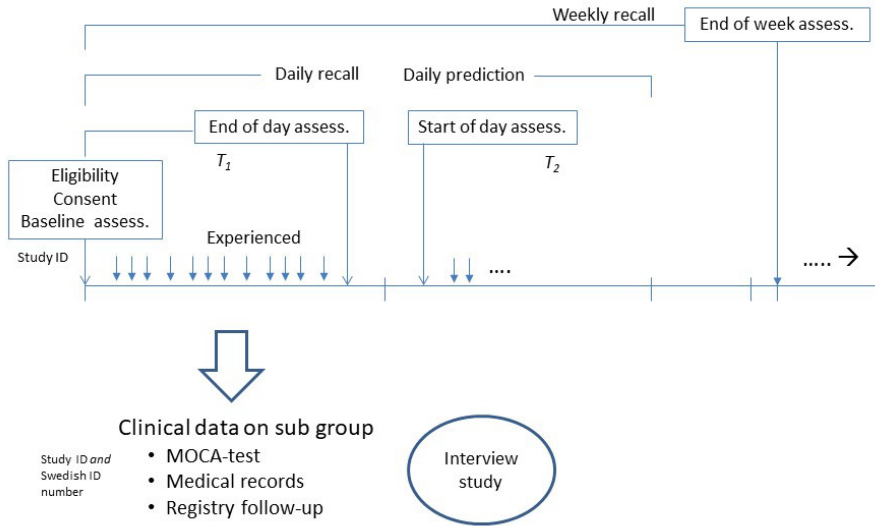 Weekly recall
End of week assess.
Daily recall
Daily prediction
End of day assess.
Start of day assess.
T1
T2
Eligibility
Consent
Baseline assess.
Study ID
Experienced
....
.....
Clinical data on sub group
• MOCA-test
• Medical records
• Registry follow-up
Study ID and
Swedish ID
number
Interview
study